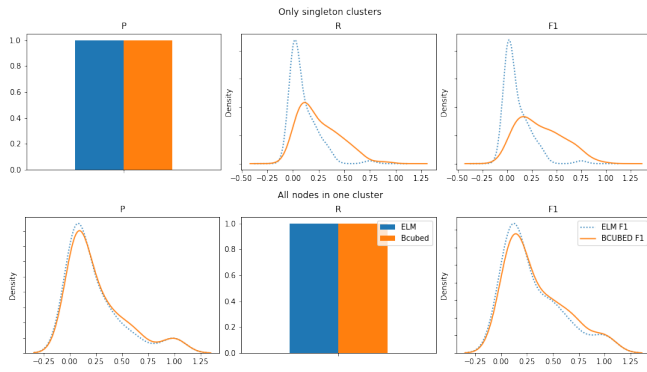 Only singleton clusters
P
R
F1
1.0
0.8
0.6
0.4
0.2
0.0
Density
−0.50 −0.25 0.00 0.25 0.50 0.75 1.00 1.25
Density
−0.50 −0.25 0.00 0.25 0.50 0.75 1.00 1.25
All nodes in one cluster
P
R
F1
Density
−0.25 0.00 0.25 0.50 0.75 1.00 1.25
1.0
0.8
0.6
0.4
0.2
0.0
ELM
Bcubed
Density
ELM F1
BCUBED F1
−0.25 0.00 0.25 0.50 0.75 1.00 1.25